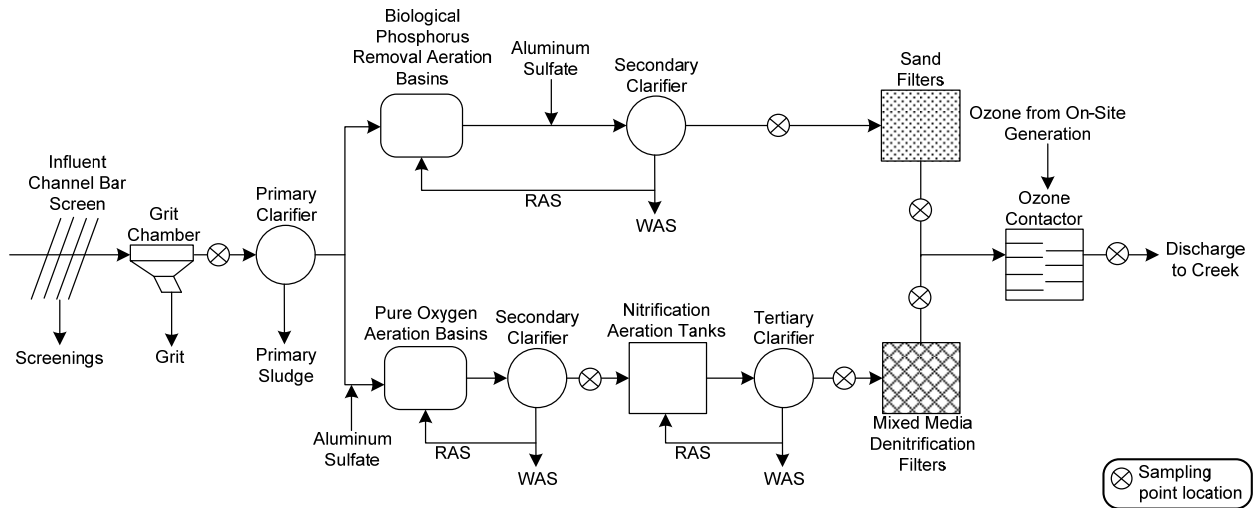 Biological
Phosphorus
Removal Aeration
Basins
Aluminum
Sulfate
Secondary
Clarifier
Sand
Filters
Ozone from On-Site
Generation
RAS
WAS
Influent
Channel Bar
Screen
Grit
Chamber
Primary
Clarifier
Ozone
Contactor
Discharge
to Creek
Screenings
Grit
Primary
Sludge
Pure Oxygen
Aeration Basins
Secondary
Clarifier
Nitrification
Aeration Tanks
Tertiary
Clarifier
Aluminum
Sulfate
RAS
WAS
RAS
WAS
Mixed Media
Denitrification
Filters
Sampling
point location